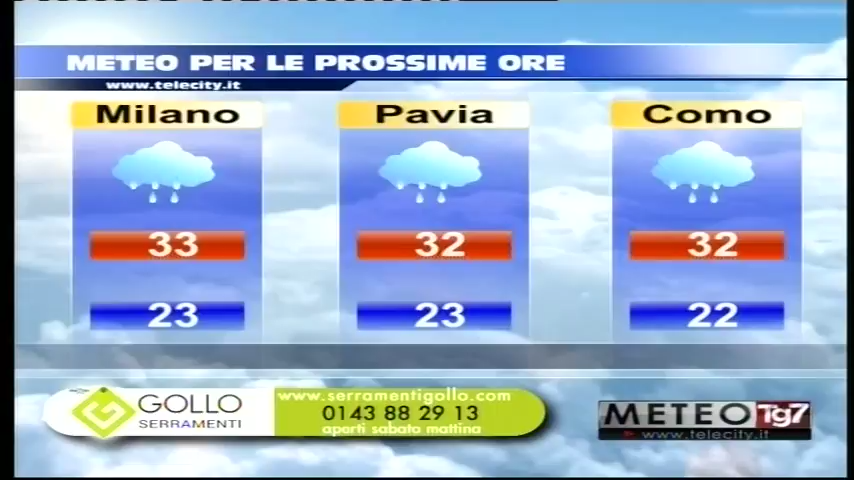 METEO PER LE PROSSIME ORE
www.telecity.it
Milano
Pavia
Como
33
32
32
23
23
22
GOLLO
SERRAMENTI
www.serramentigollo.com
0143 88 29 13
aperti sabato mattina
METEO Tg7
www.telecity.it